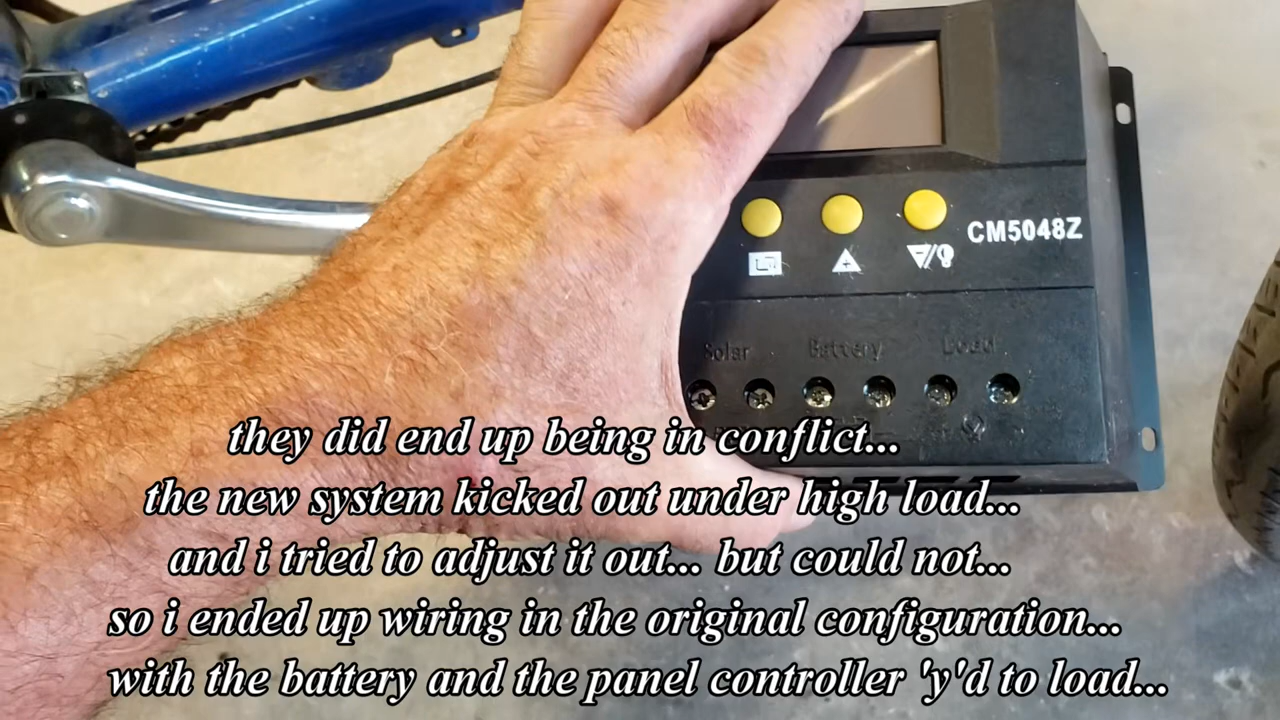 CM5048Z
Solar Battery Load
they did end up being in conflict...
the new system kicked out under high load...
and i tried to adjust it out... but could not...
so i ended up wiring in the original configuration...
with the battery and the panel controller 'y'd to load...